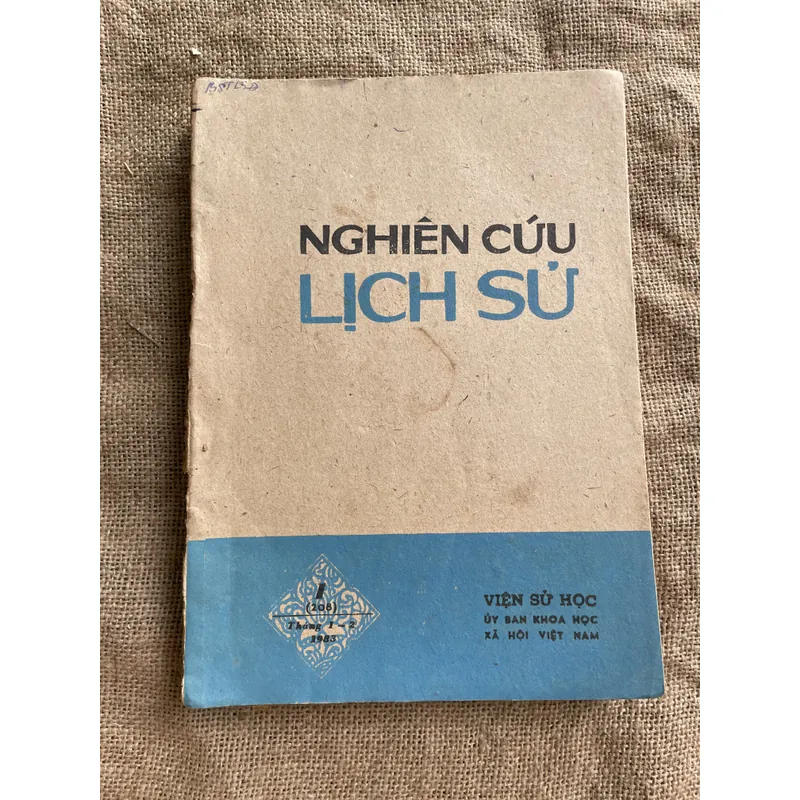 NGHIÊN CỨU
LỊCH SỬ
1
(208)
Tháng 1 - 2
1983
VIỆN SỬ HỌC
ỦY BAN KHOA HỌC
XÃ HỘI VIỆT NAM